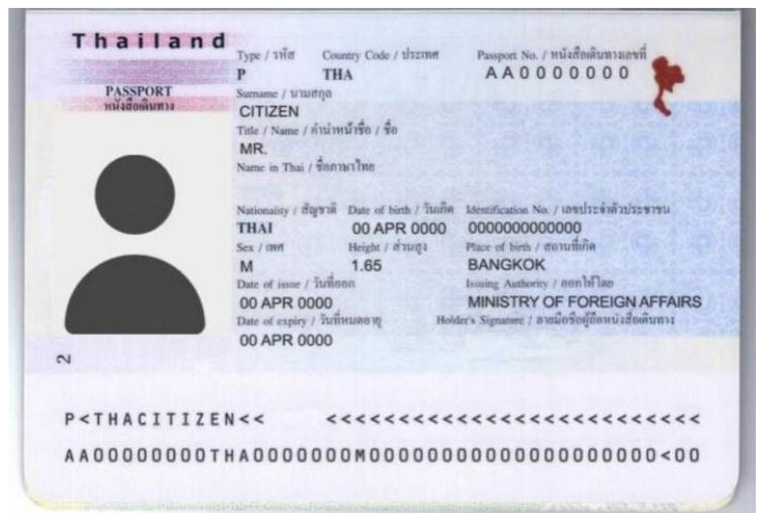 Thailand
PASSPORT
หนังสือเดินทาง
Type / รหัส Country Code / ประเทศ Passport No. / หนังสือเดินทางเลขที่
P THA AA0000000
Surname / นามสกุล
CITIZEN
Title / Name / คำนำหน้าชื่อ / ชื่อ
MR.
Name in Thai / ชื่อภาษาไทย
Nationality / สัญชาติ Date of birth / วันเกิด Identification No. / เลขประจำตัวประชาชน
THAI 00 APR 0000 0000000000000
Sex / เพศ Height / ส่วนสูง Place of birth / สถานที่เกิด
M 1.65 BANGKOK
Date of issue / วันที่ออก Issuing Authority / ออกให้โดย
00 APR 0000 MINISTRY OF FOREIGN AFFAIRS
Date of expiry / วันที่หมดอายุ Holder's Signature / ลายมือชื่อผู้ถือหนังสือเดินทาง
00 APR 0000
2
P<THACITIZEN<< <<<<<<<<<<<<<<<<<<<<<<<<<<
AA00000000THA0000000M0000000000000000000<00